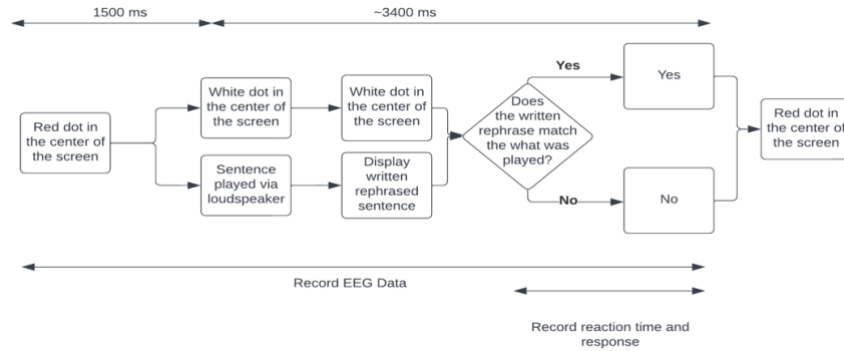 1500 ms
~3400 ms
Red dot in
the center of
the screen
White dot in
the center of
the screen
White dot in
the center of
the screen
Sentence
played via
loudspeaker
Display
written
rephrased
sentence
Does
the written
rephrase match
the what was
played?
Yes
Yes
No
No
Red dot in
the center of
the screen
Record EEG Data
Record reaction time and
response